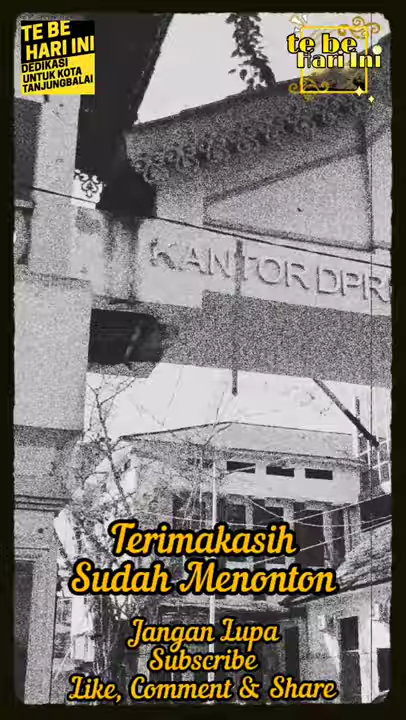 TE BE
HARI INI
DEDIKASI
UNTUK KOTA
TANJUNGBALAI
te be
Hari Ini
KANTOR DPR
Terimakasih
Sudah Menonton
Jangan Lupa
Subscribe
Like, Comment & Share